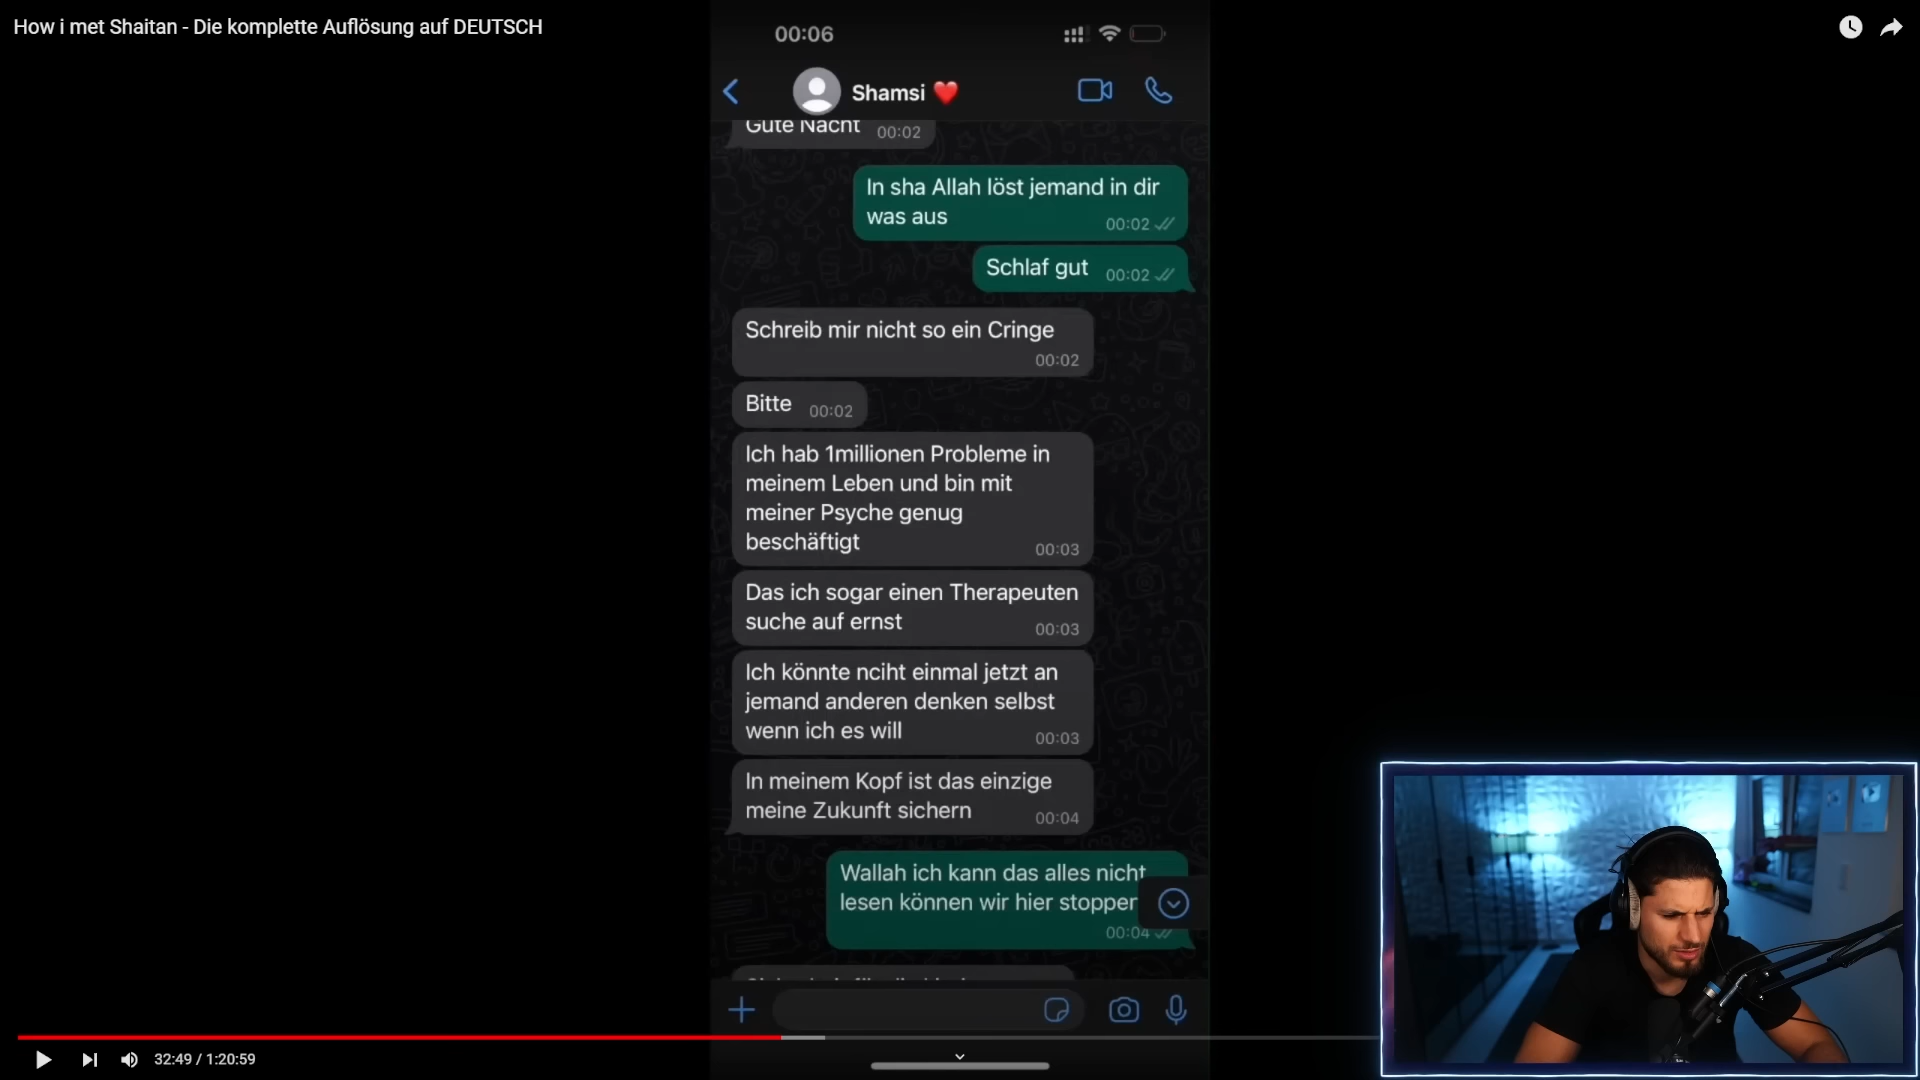 How i met Shaitan - Die komplette Auflösung auf DEUTSCH
00:06
Shamsi ❤️
Gute Nacht 00:02
In sha Allah löst jemand in dir
was aus 00:02
Schlaf gut 00:02
Schreib mir nicht so ein Cringe
00:02
Bitte 00:02
Ich hab 1millionen Probleme in
meinem Leben und bin mit
meiner Psyche genug
beschäftigt 00:03
Das ich sogar einen Therapeuten
suche auf ernst 00:03
Ich könnte nciht einmal jetzt an
jemand anderen denken selbst
wenn ich es will 00:03
In meinem Kopf ist das einzige
meine Zukunft sichern 00:04
Wallah ich kann das alles nicht
lesen können wir hier stopper
00:04
32:49 / 1:20:59